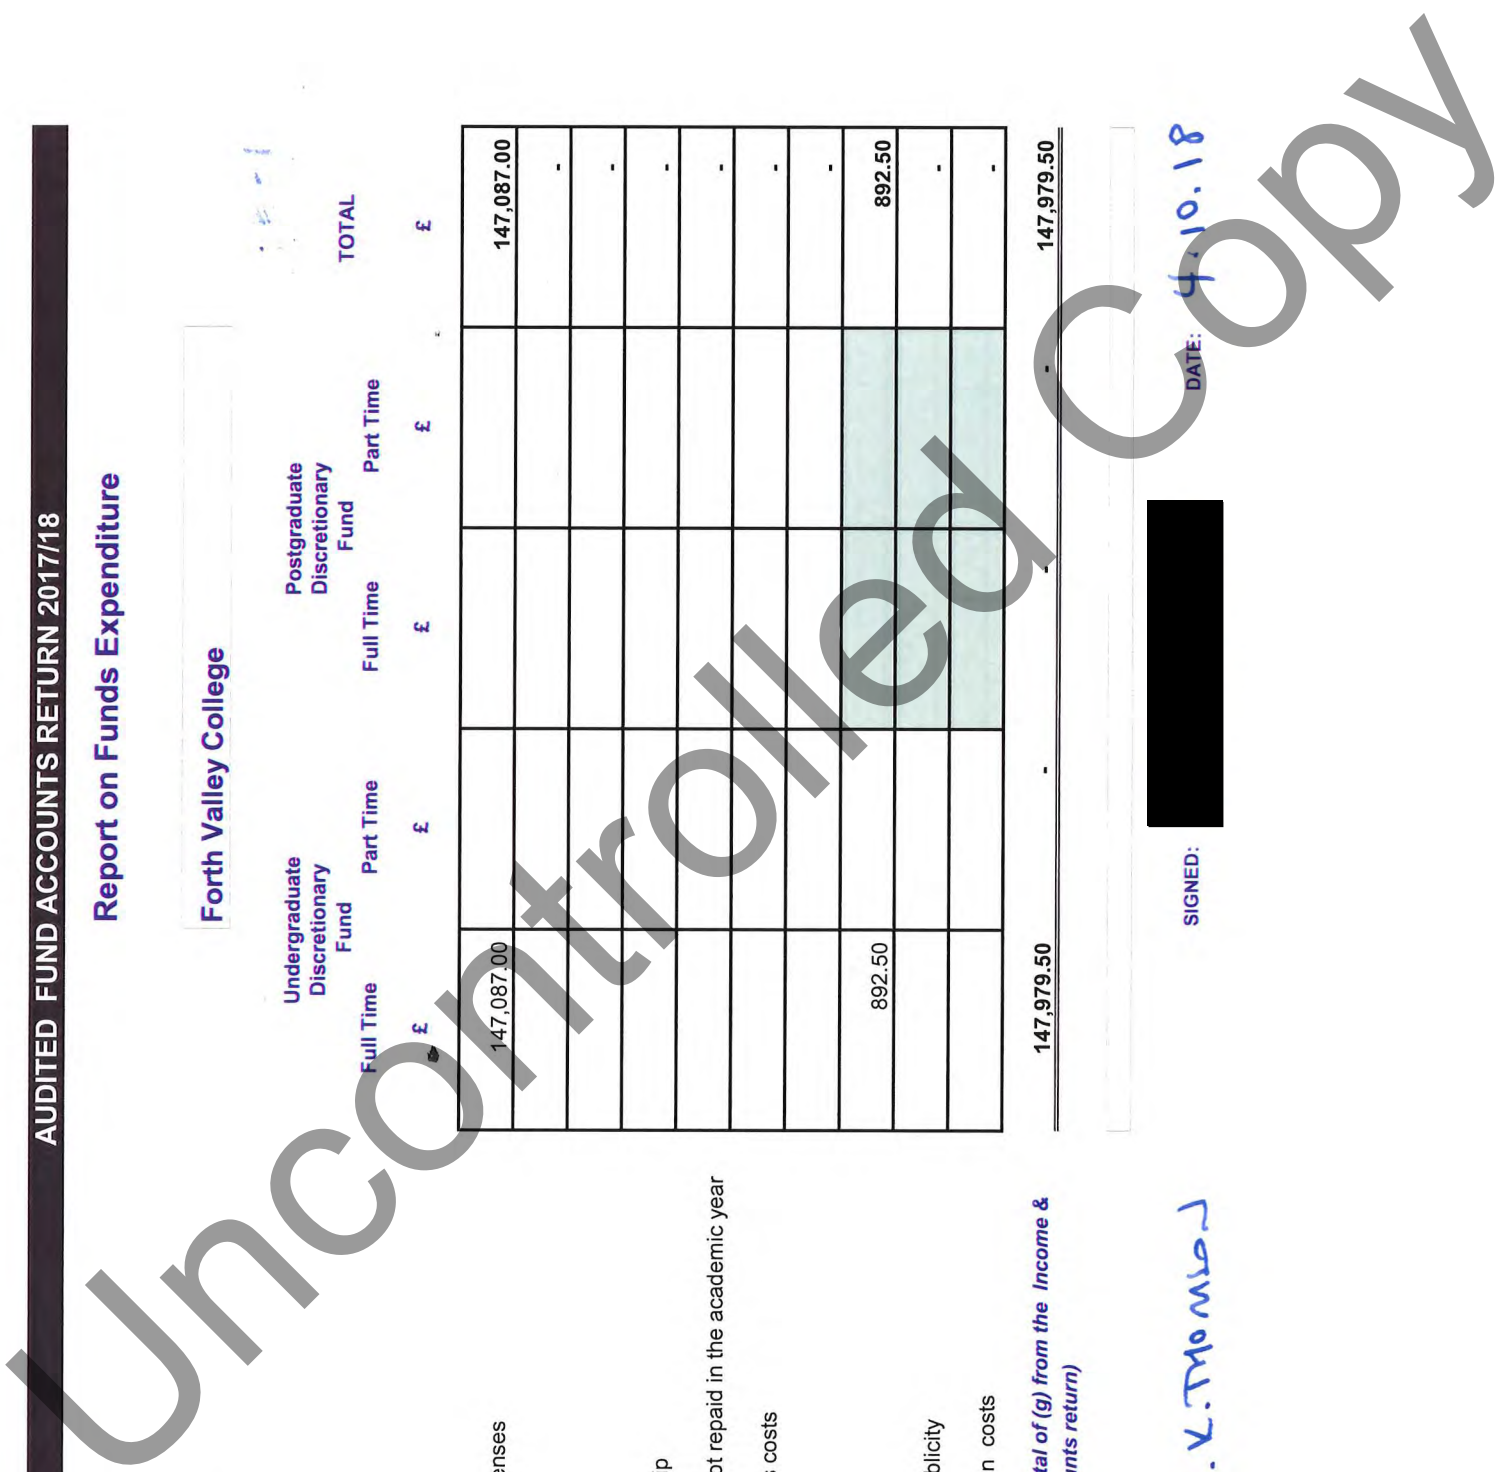 AUDITED FUND ACCOUNTS RETURN 2017/18
Report on Funds Expenditure
Forth Valley College
Undergraduate Discretionary Fund
Postgraduate Discretionary Fund
TOTAL
Full Time Part Time Full Time Part Time
£ £ £ £ £
enses 147,087.00 147,087.00
-
-
ip -
ot repaid in the academic year -
s costs -
-
892.50 892.50
blicity -
n costs -
tal of (g) from the Income & 147,979.50 - - - 147,979.50
unts return)
. K. THOMSON SIGNED: DATE: 4.10.18
Uncontrolled Copy